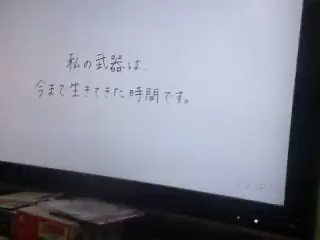 私の武器は、
今まで生きてきた時間です。